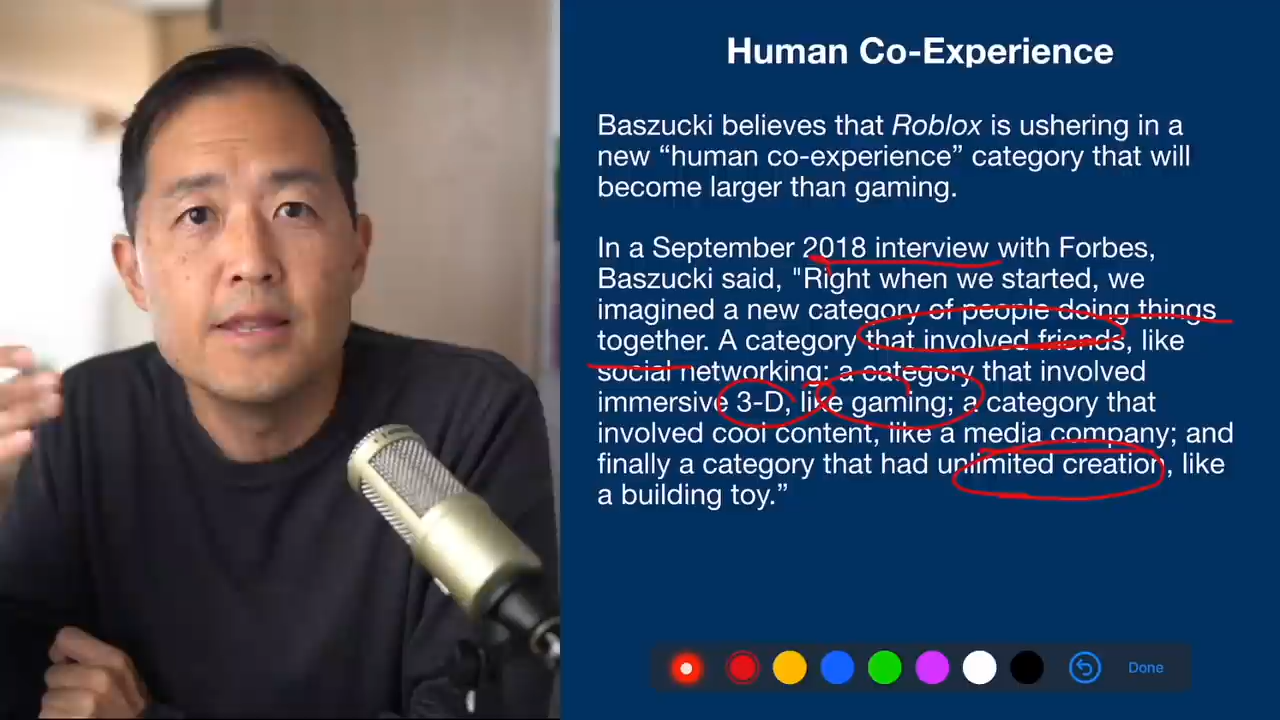 Human Co-Experience
Baszucki believes that Roblox is ushering in a
new “human co-experience” category that will
become larger than gaming.
In a September 2018 interview with Forbes,
Baszucki said, "Right when we started, we
imagined a new category of people doing things
together. A category that involved friends, like
social networking; a category that involved
immersive 3-D, like gaming; a category that
involved cool content, like a media company; and
finally a category that had unlimited creation, like
a building toy.”
Done